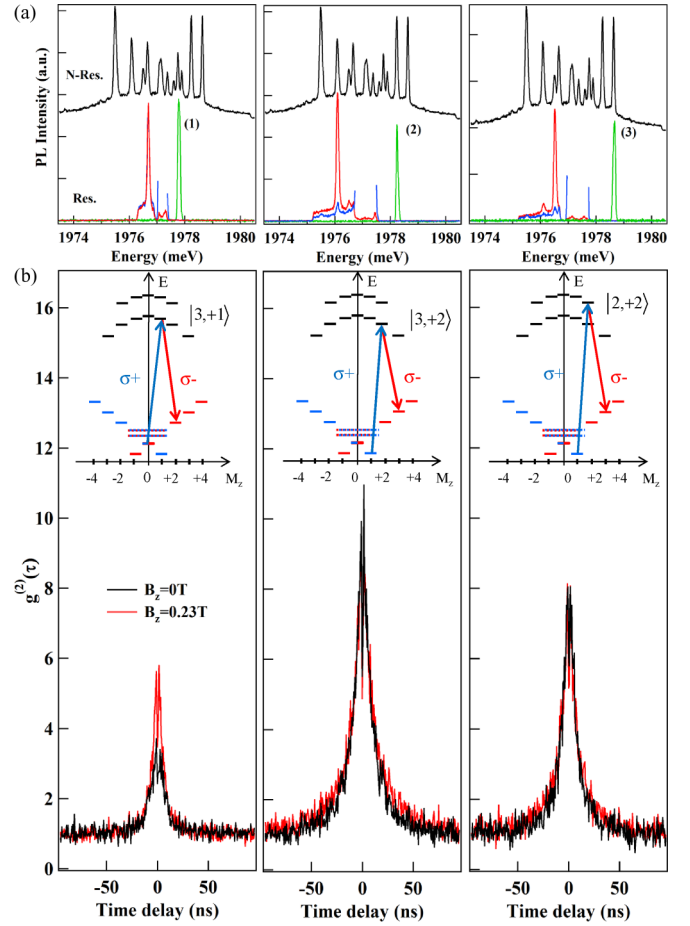 (a)
PL Intensity (a.u.)
N-Res.
Res.
(1)
(2)
(3)
1974 1976 1978 1980
1974 1976 1978 1980
1974 1976 1978 1980
Energy (meV)
Energy (meV)
Energy (meV)
(b)
g(2)(τ)
16
14
12
10
8
6
4
2
0
E
|3,+1⟩
σ+
σ-
-4 -2 0 +2 +4 Mz
E
|3,+2⟩
σ+
σ-
-4 -2 0 +2 +4 Mz
E
|2,+2⟩
σ+
σ-
-4 -2 0 +2 +4 Mz
Bz=0T
Bz=0.23T
-50 0 50
-50 0 50
-50 0 50
Time delay (ns)
Time delay (ns)
Time delay (ns)